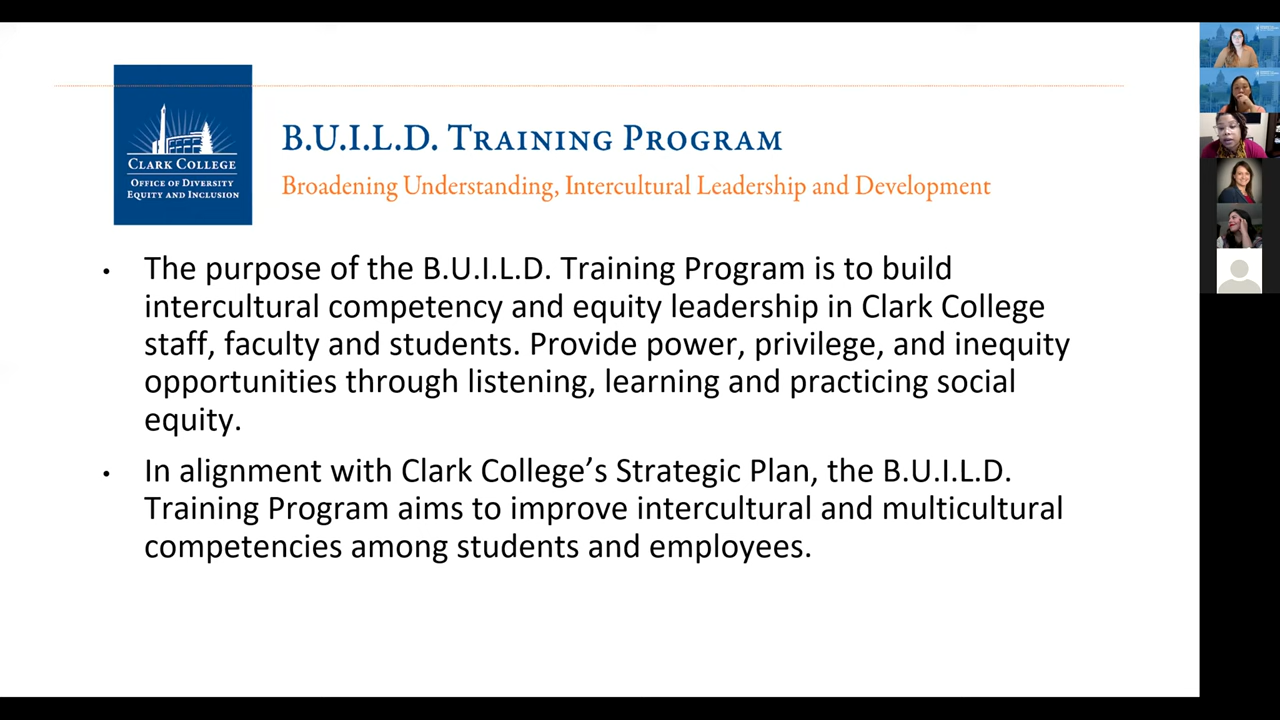 CLARK COLLEGE
OFFICE OF DIVERSITY
EQUITY AND INCLUSION
B.U.I.L.D. TRAINING PROGRAM
Broadening Understanding, Intercultural Leadership and Development
• The purpose of the B.U.I.L.D. Training Program is to build
intercultural competency and equity leadership in Clark College
staff, faculty and students. Provide power, privilege, and inequity
opportunities through listening, learning and practicing social
equity.
• In alignment with Clark College’s Strategic Plan, the B.U.I.L.D.
Training Program aims to improve intercultural and multicultural
competencies among students and employees.